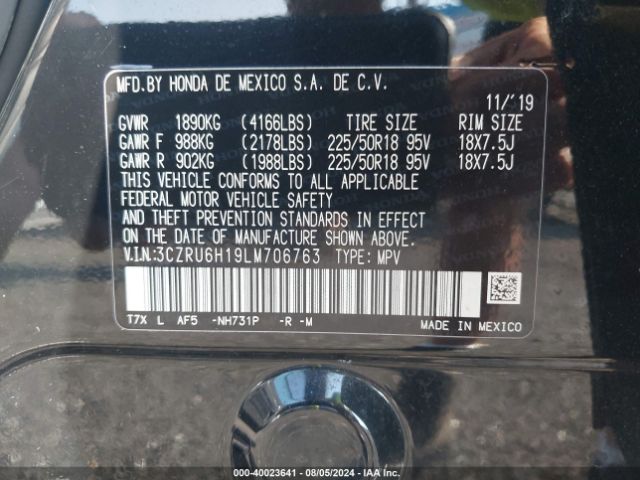 MFD.BY HONDA DE MEXICO S.A. DE C.V.
11/'19
GVWR 1890KG (4166LBS) TIRE SIZE RIM SIZE
GAWR F 988KG (2178LBS) 225/50R18 95V 18X7.5J
GAWR R 902KG (1988LBS) 225/50R18 95V 18X7.5J
THIS VEHICLE CONFORMS TO ALL APPLICABLE
FEDERAL MOTOR VEHICLE SAFETY
AND THEFT PREVENTION STANDARDS IN EFFECT
ON THE DATE OF MANUFACTURE SHOWN ABOVE.
V.I.N:3CZRU6H19LM706763 TYPE: MPV
T7X L AF5 -NH731P -R -M
MADE IN MEXICO
000-40023641 - 08/05/2024 - IAA Inc.